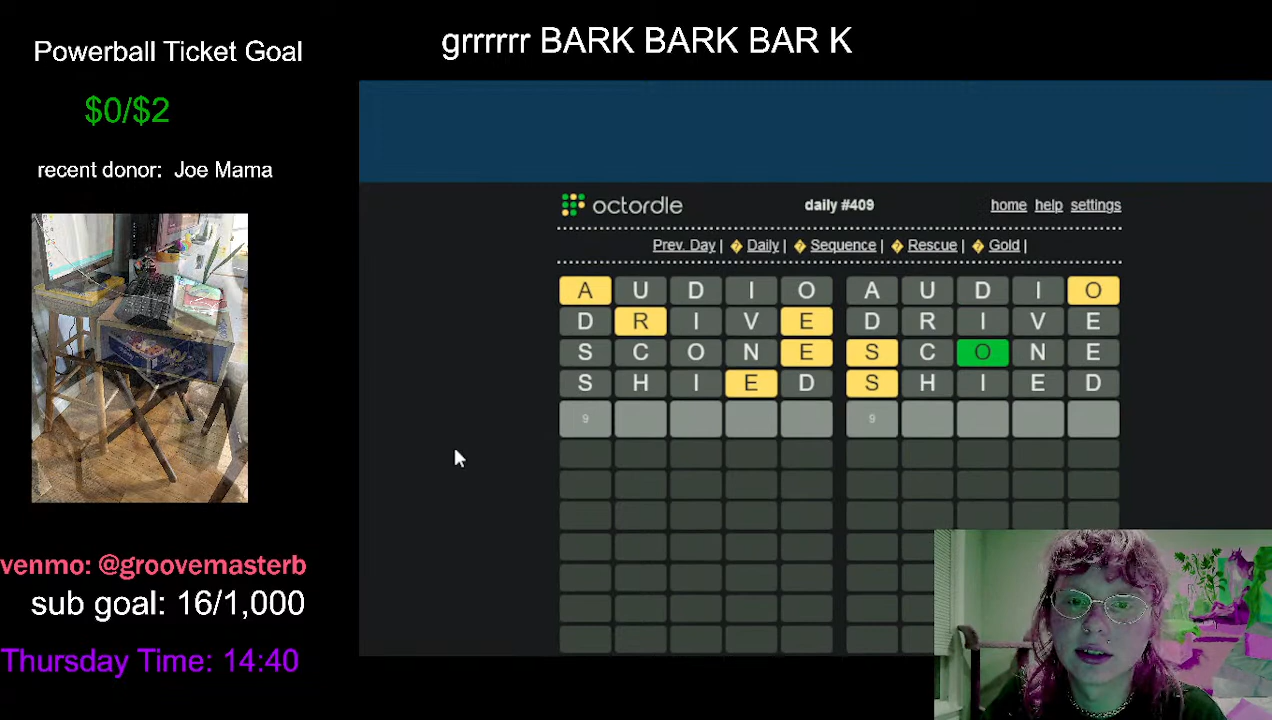 Powerball Ticket Goal
$0/$2
recent donor: Joe Mama
venmo: @groovemasterb
sub goal: 16/1,000
Thursday Time: 14:40
grrrrrr BARK BARK BAR K
octordle
daily #409
home help settings
Prev. Day | Daily | Sequence | Rescue | Gold |
A U D I O A U D I O
D R I V E D R I V E
S C O N E S C O N E
S H I E D S H I E D
9 9